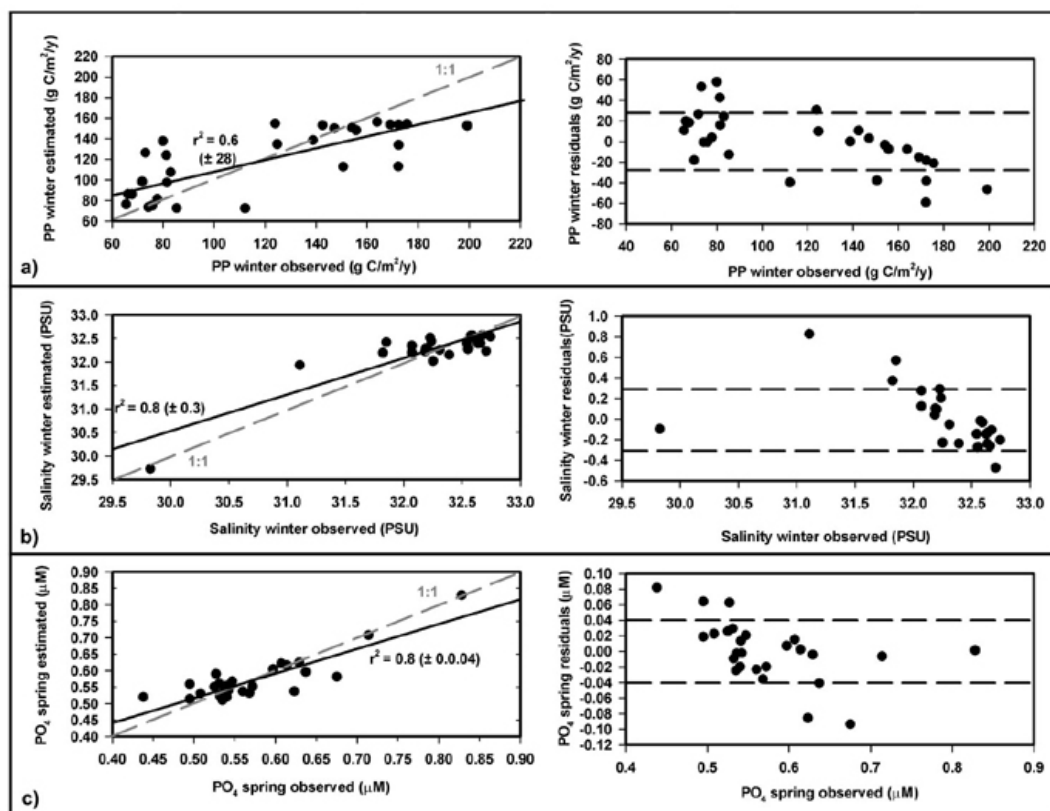 PP winter estimated (g C/m²/y)
220
200
180
160
140
120
100
80
60
1:1
r² = 0.6
(± 28)
60 80 100 120 140 160 180 200 220
PP winter observed (g C/m²/y)
a)
PP winter residuals (g C/m²/y)
80
60
40
20
0
-20
-40
-60
-80
40 60 80 100 120 140 160 180 200 220
PP winter observed (g C/m²/y)
Salinity winter estimated (PSU)
33.0
32.5
32.0
31.5
31.0
30.5
30.0
29.5
r² = 0.8 (± 0.3)
1:1
29.5 30.0 30.5 31.0 31.5 32.0 32.5 33.0
Salinity winter observed (PSU)
b)
Salinity winter residuals(PSU)
1.0
0.8
0.6
0.4
0.2
0.0
-0.2
-0.4
-0.6
29.5 30.0 30.5 31.0 31.5 32.0 32.5 33.0
Salinity winter observed (PSU)
PO₄ spring estimated (µM)
0.90
0.80
0.70
0.60
0.50
0.45
0.40
1:1
r² = 0.8 (± 0.0.04)
0.40 0.45 0.50 0.55 0.60 0.65 0.70 0.75 0.80 0.85 0.90
PO₄ spring observed (µM)
c)
PO₄ spring residuals (µM)
0.10
0.08
0.06
0.04
0.02
0.00
-0.02
-0.04
-0.06
-0.08
-0.10
-0.12
0.4 0.5 0.6 0.7 0.8 0.9
PO₄ spring observed (µM)